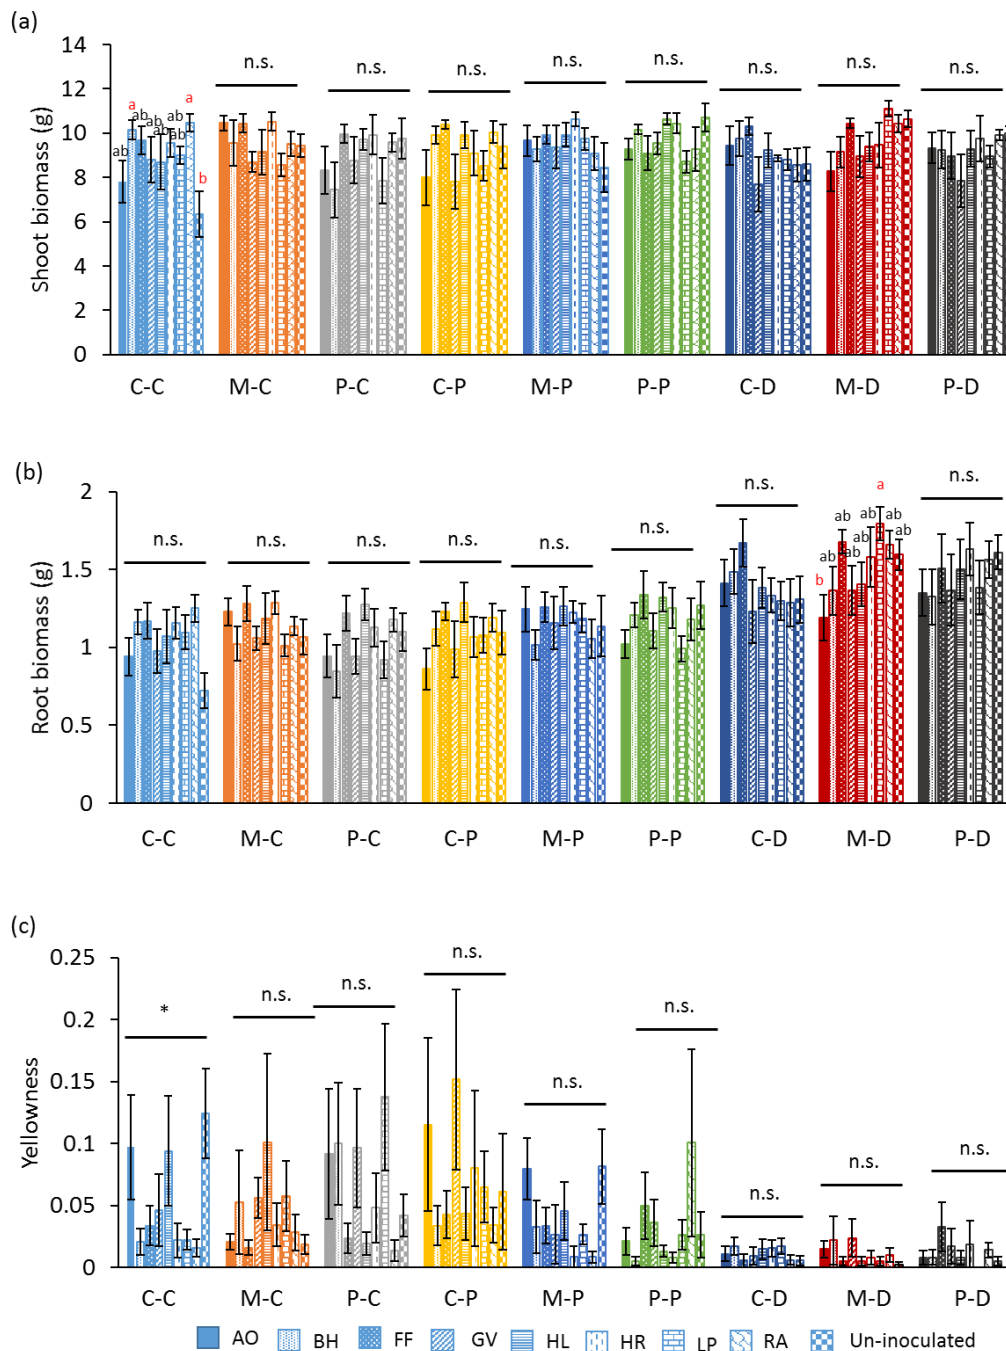 (a)
Shoot biomass (g)
14
12
10
8
6
4
2
0
ab
a
ab
ab
ab
ab
ab
a
b
n.s.
n.s.
n.s.
n.s.
n.s.
n.s.
n.s.
n.s.
C-C M-C P-C C-P M-P P-P C-D M-D P-D
(b)
Root biomass (g)
2
1.5
1
0.5
0
n.s.
n.s.
n.s.
n.s.
n.s.
n.s.
n.s.
b
ab
ab
ab
ab
ab
a
ab
ab
n.s.
C-C M-C P-C C-P M-P P-P C-D M-D P-D
(c)
Yellowness
0.25
0.2
0.15
0.1
0.05
0
*
n.s.
n.s.
n.s.
n.s.
n.s.
n.s.
n.s.
n.s.
C-C M-C P-C C-P M-P P-P C-D M-D P-D
AO BH FF GV HL HR LP RA Un-inoculated